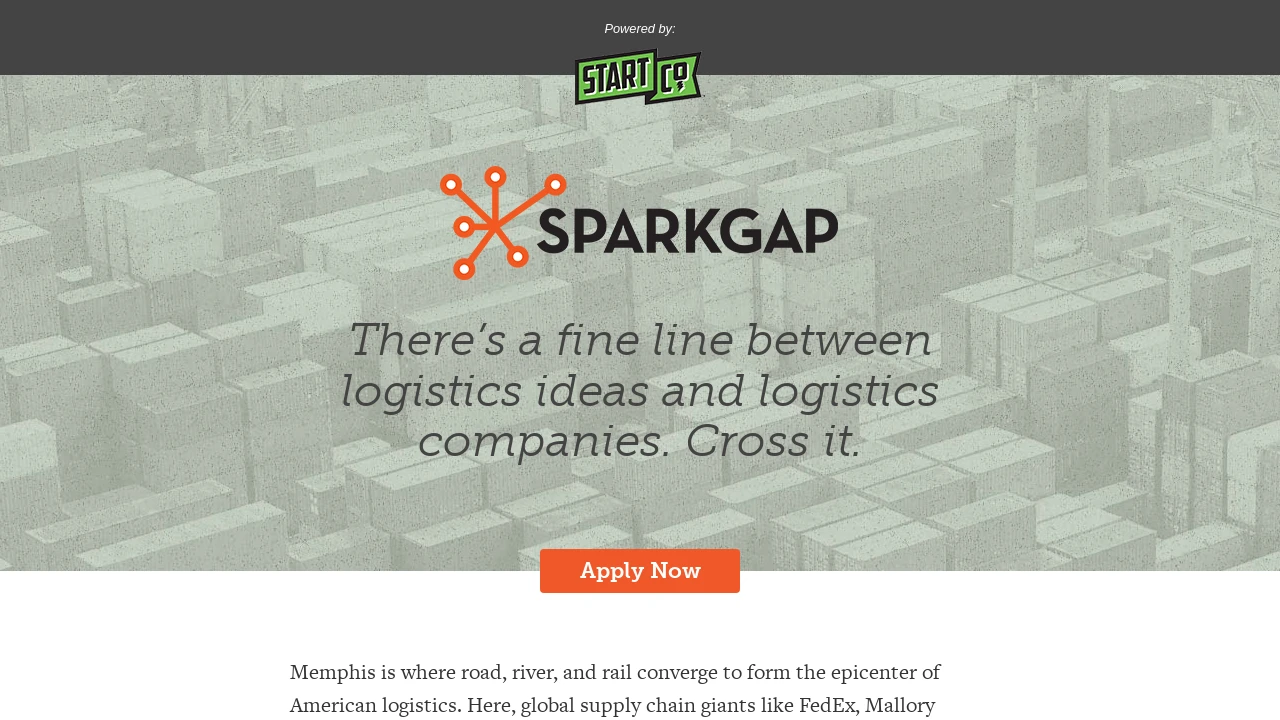 Powered by:
START CO.
SPARKGAP
There's a fine line between
logistics ideas and logistics
companies. Cross it.
Apply Now
Memphis is where road, river, and rail converge to form the epicenter of
American logistics. Here, global supply chain giants like FedEx, Mallory